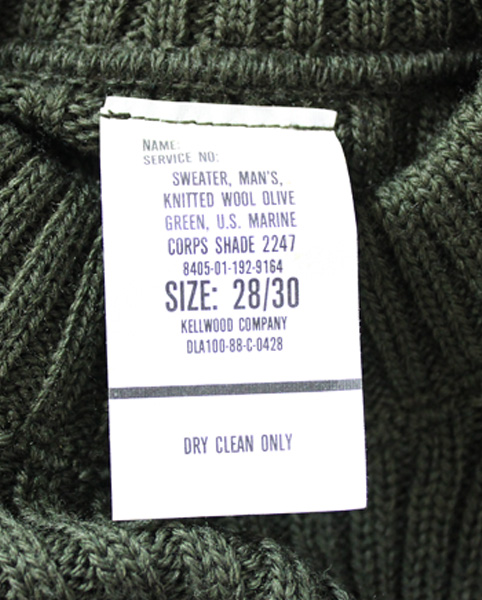 NAME:
SERVICE NO:
SWEATER, MAN'S,
KNITTED WOOL OLIVE
GREEN, U.S. MARINE
CORPS SHADE 2247
8405-01-192-9164
SIZE: 28/30
KELLWOOD COMPANY
DLA100-88-C-0428
DRY CLEAN ONLY